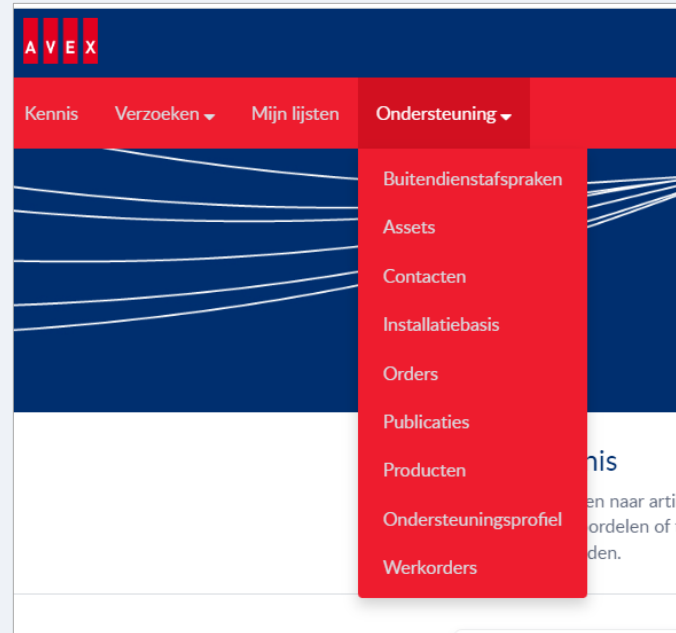 AVEX
Kennis Verzoeken Mijn lijsten Ondersteuning
Buitendienstafspraken
Assets
Contacten
Installatiebasis
Orders
Publicaties
Producten
Ondersteuningsprofiel
Werkorders